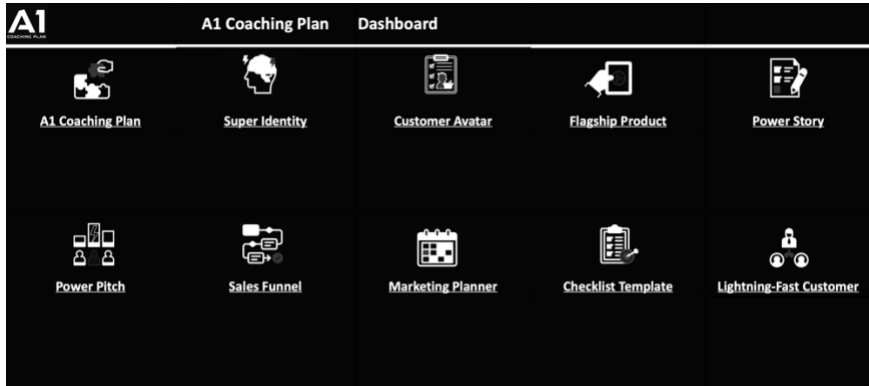 A1
COACHING PLAN
A1 Coaching Plan Dashboard
A1 Coaching Plan
Super Identity
Customer Avatar
Flagship Product
Power Story
Power Pitch
Sales Funnel
Marketing Planner
Checklist Template
Lightning-Fast Customer